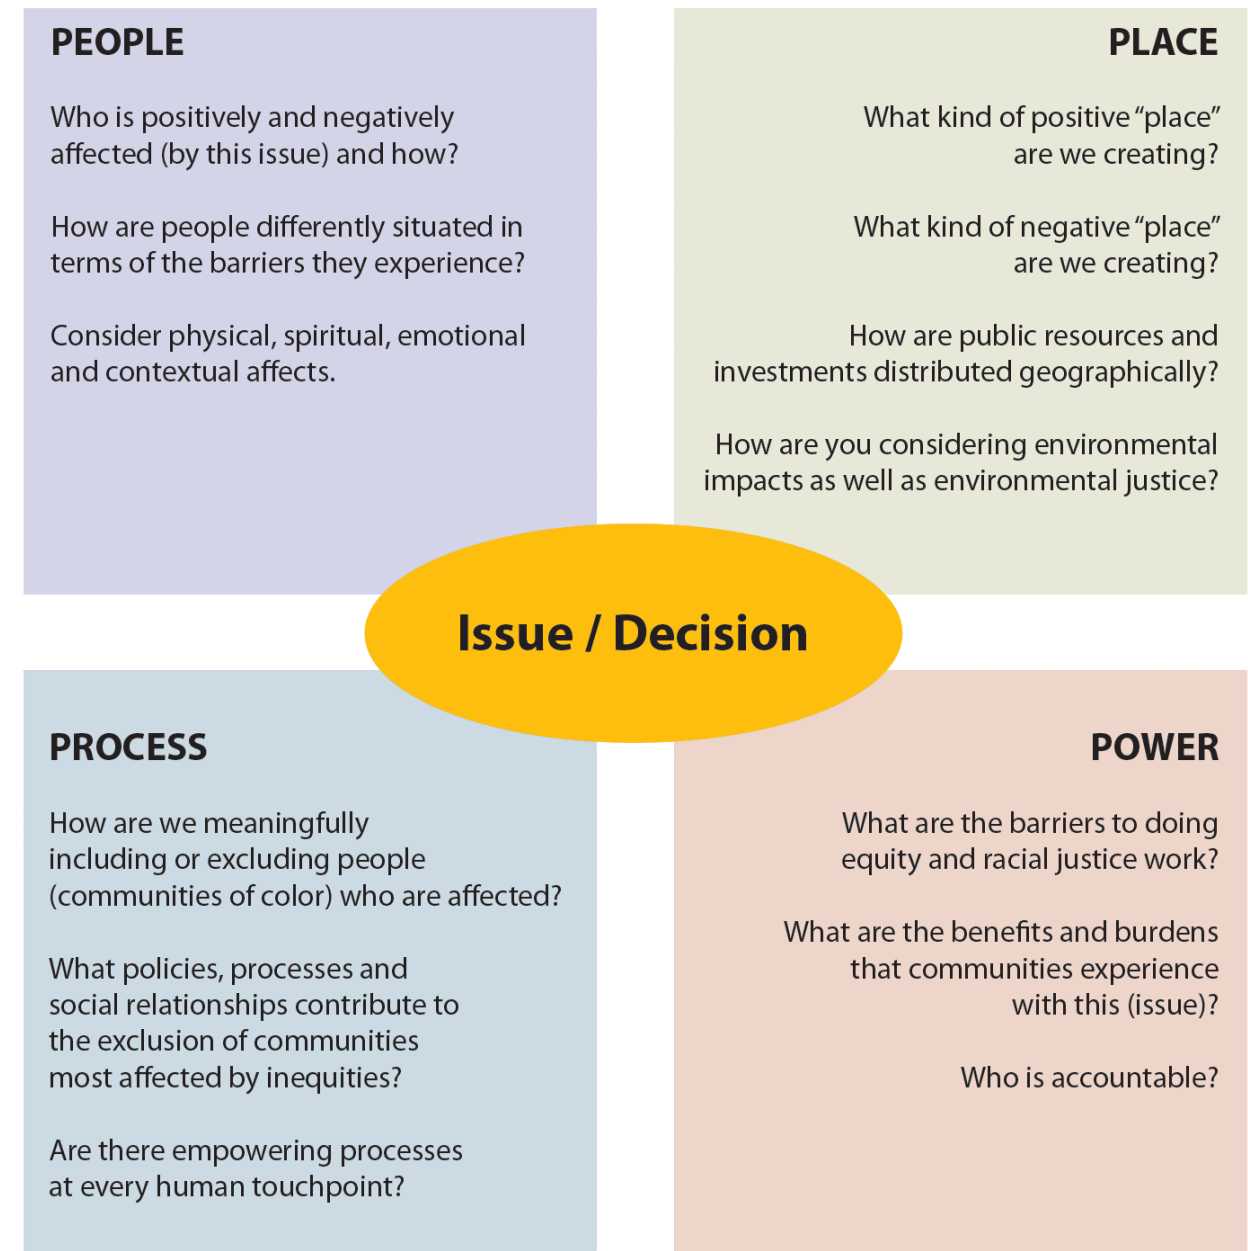 PEOPLE
Who is positively and negatively
affected (by this issue) and how?
How are people differently situated in
terms of the barriers they experience?
Consider physical, spiritual, emotional
and contextual affects.
PLACE
What kind of positive “place”
are we creating?
What kind of negative “place”
are we creating?
How are public resources and
investments distributed geographically?
How are you considering environmental
impacts as well as environmental justice?
Issue / Decision
PROCESS
How are we meaningfully
including or excluding people
(communities of color) who are affected?
What policies, processes and
social relationships contribute to
the exclusion of communities
most affected by inequities?
Are there empowering processes
at every human touchpoint?
POWER
What are the barriers to doing
equity and racial justice work?
What are the benefits and burdens
that communities experience
with this (issue)?
Who is accountable?